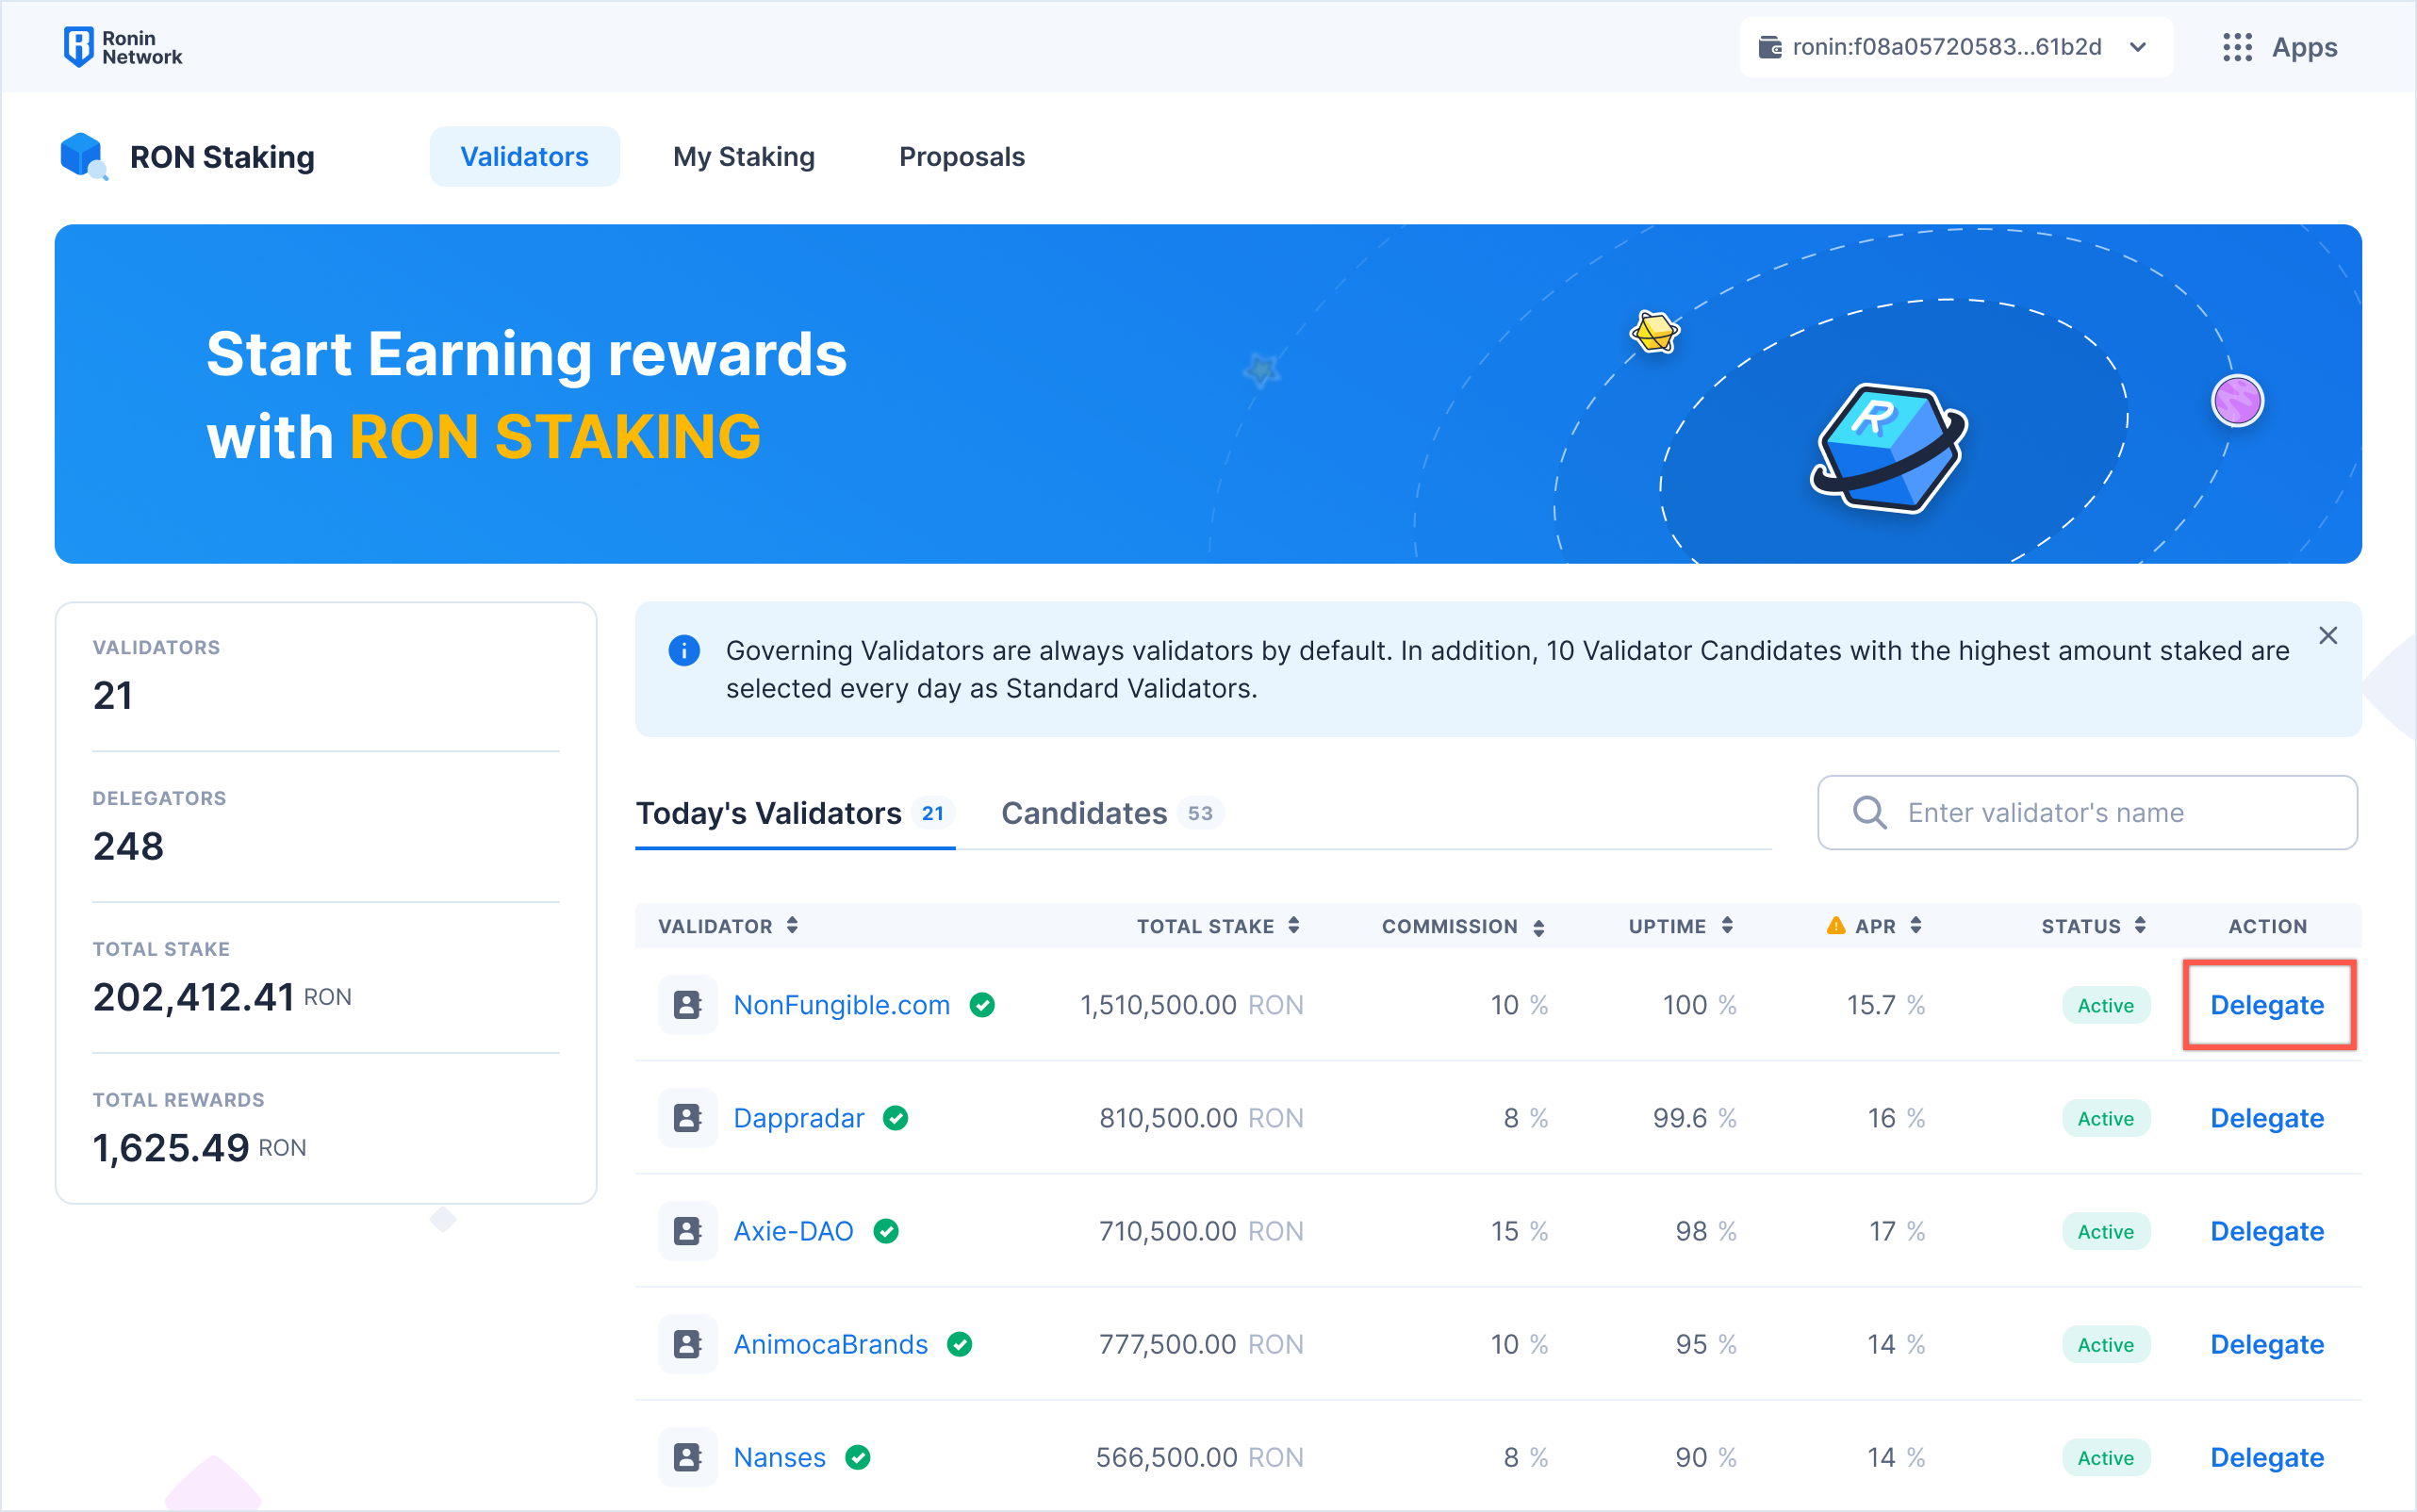 Ronin
Network
ronin:f08a05720583...61b2d
Apps
RON Staking
Validators
My Staking
Proposals
Start Earning rewards
with RON STAKING
VALIDATORS
21
DELEGATORS
248
TOTAL STAKE
202,412.41 RON
TOTAL REWARDS
1,625.49 RON
Governing Validators are always validators by default. In addition, 10 Validator Candidates with the highest amount staked are
selected every day as Standard Validators.
Today's Validators 21
Candidates 53
Enter validator's name
VALIDATOR TOTAL STAKE COMMISSION UPTIME APR STATUS ACTION
NonFungible.com 1,510,500.00 RON 10 % 100 % 15.7 % Active Delegate
Dappradar 810,500.00 RON 8 % 99.6 % 16 % Active Delegate
Axie-DAO 710,500.00 RON 15 % 98 % 17 % Active Delegate
AnimocaBrands 777,500.00 RON 10 % 95 % 14 % Active Delegate
Nanses 566,500.00 RON 8 % 90 % 14 % Active Delegate